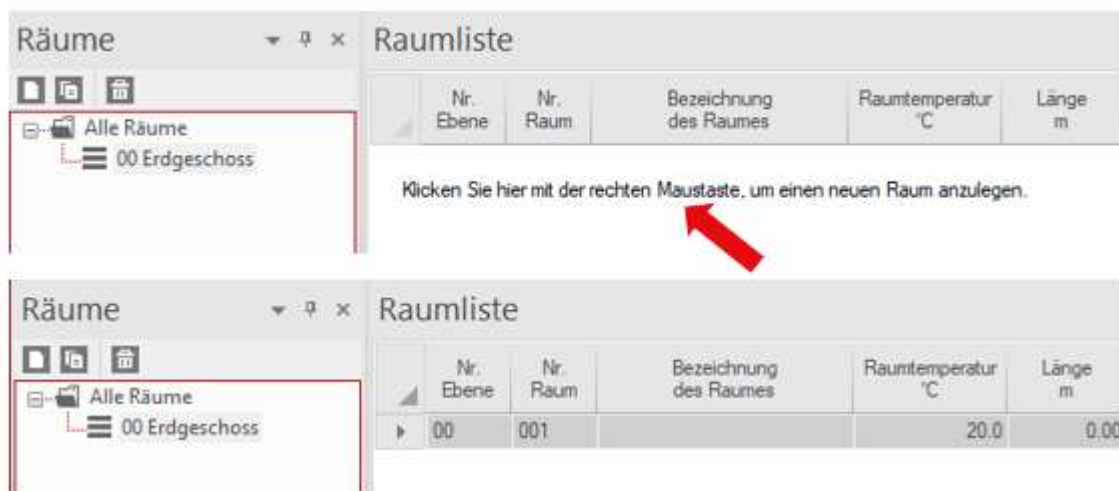 Räume
Raumliste
Nr. Ebene
Nr. Raum
Bezeichnung des Raumes
Raumtemperatur °C
Länge m
Alle Räume
00 Erdgeschoss
Klicken Sie hier mit der rechten Maustaste, um einen neuen Raum anzulegen.
Räume
Raumliste
Nr. Ebene
Nr. Raum
Bezeichnung des Raumes
Raumtemperatur °C
Länge m
Alle Räume
00 Erdgeschoss
00 001 20.0 0.00